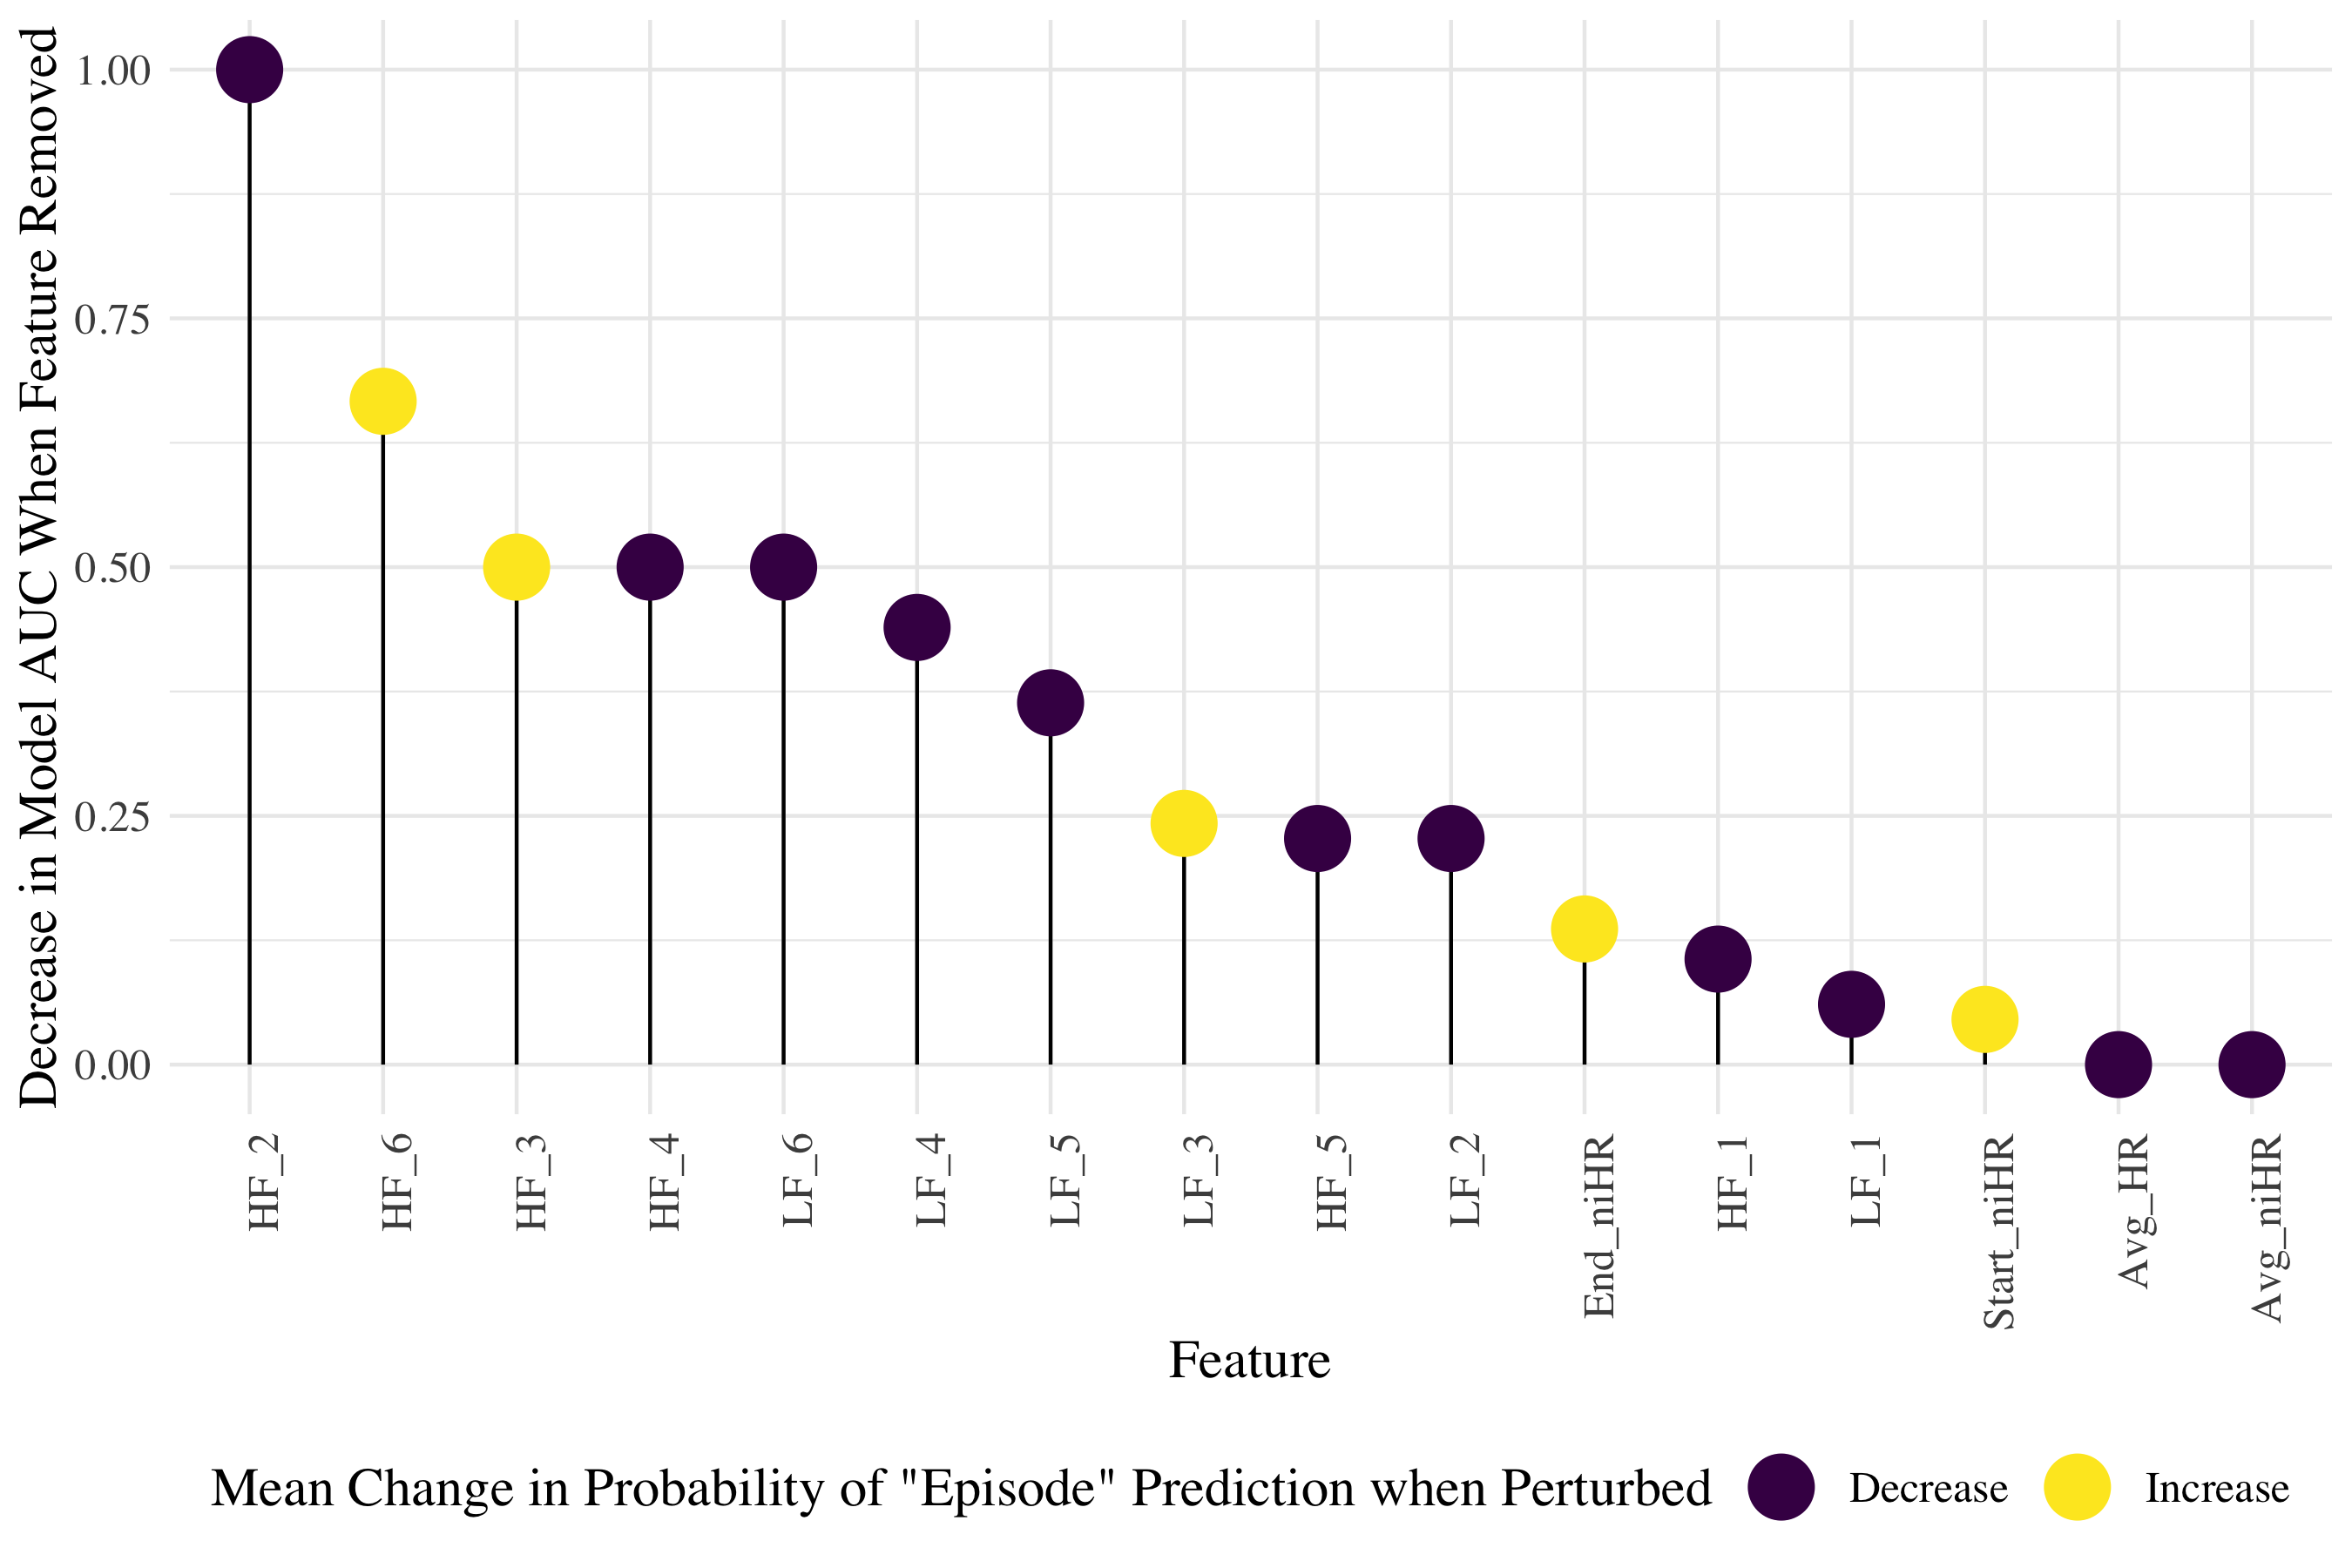 Decrease in Model AUC When Feature Removed
1.00
0.75
0.50
0.25
0.00
HF_2
HF_6
HF_3
HF_4
LF_6
LF_4
LF_5
LF_3
HF_5
LF_2
End_niHR
HF_1
LF_1
Start_niHR
Avg_HR
Avg_niHR
Feature
Mean Change in Probability of "Episode" Prediction when Perturbed Decrease Increase